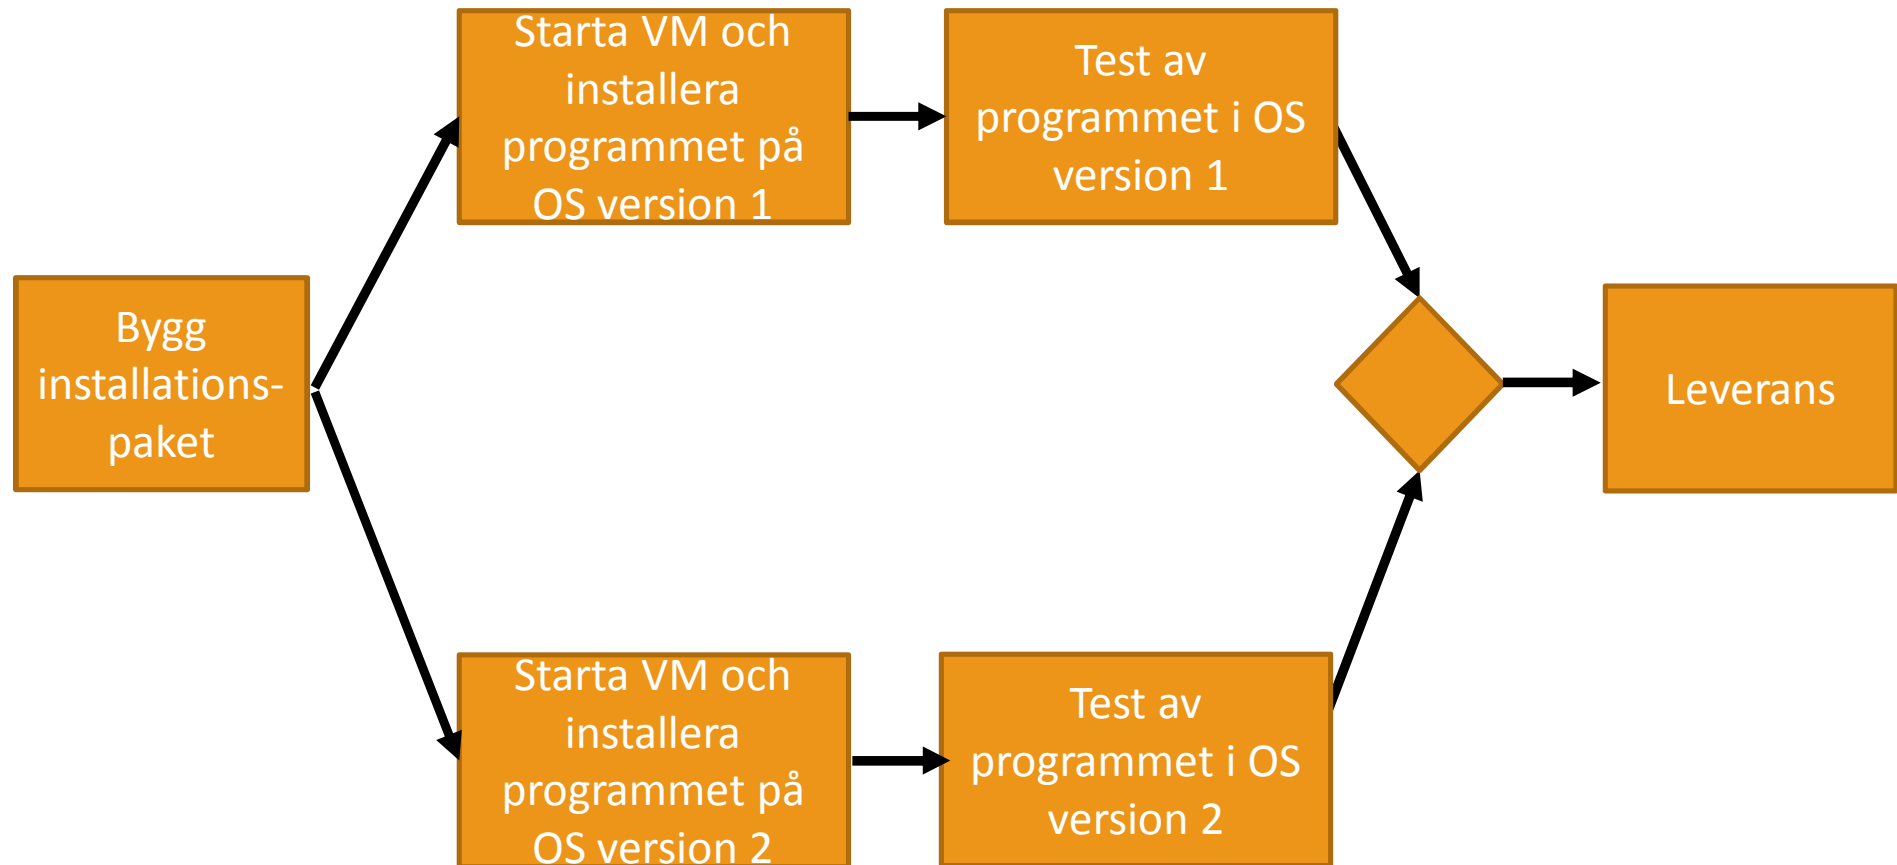 Bygg
installations-
paket
Starta VM och
installera
programmet på
OS version 1
Test av
programmet i OS
version 1
Starta VM och
installera
programmet på
OS version 2
Test av
programmet i OS
version 2
Leverans